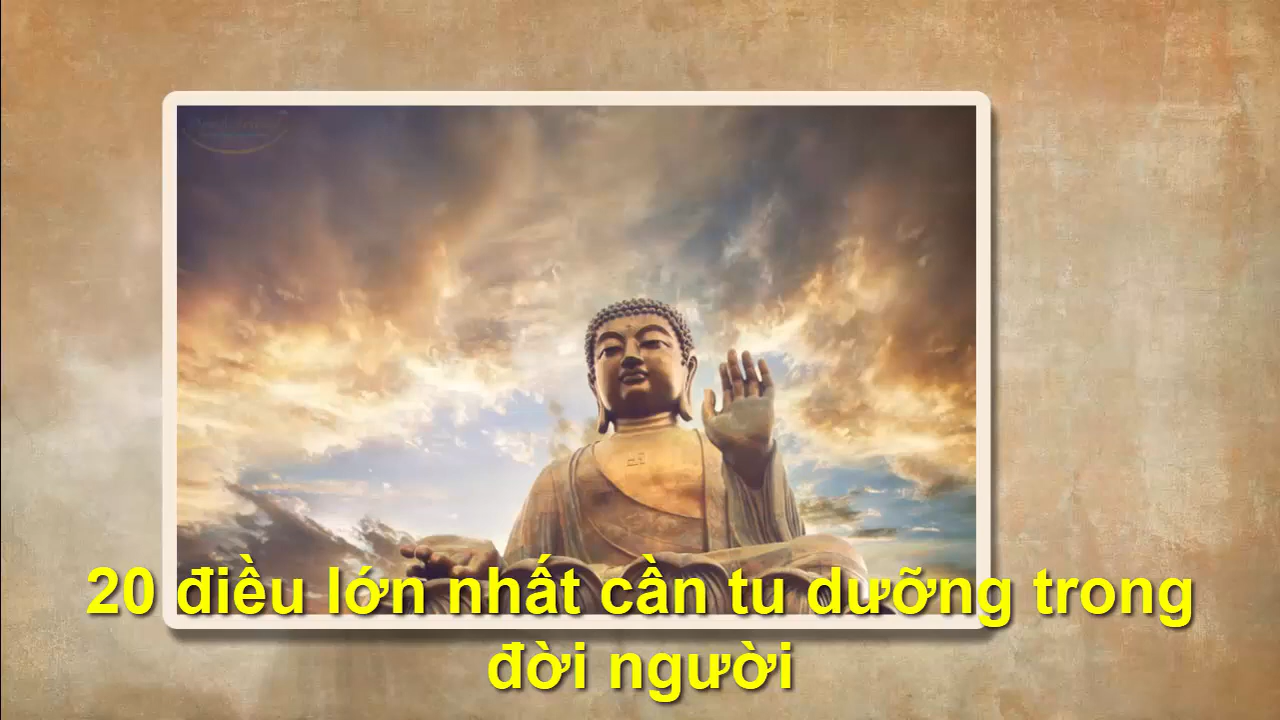 20 điều lớn nhất cần tu dưỡng trong
đời người